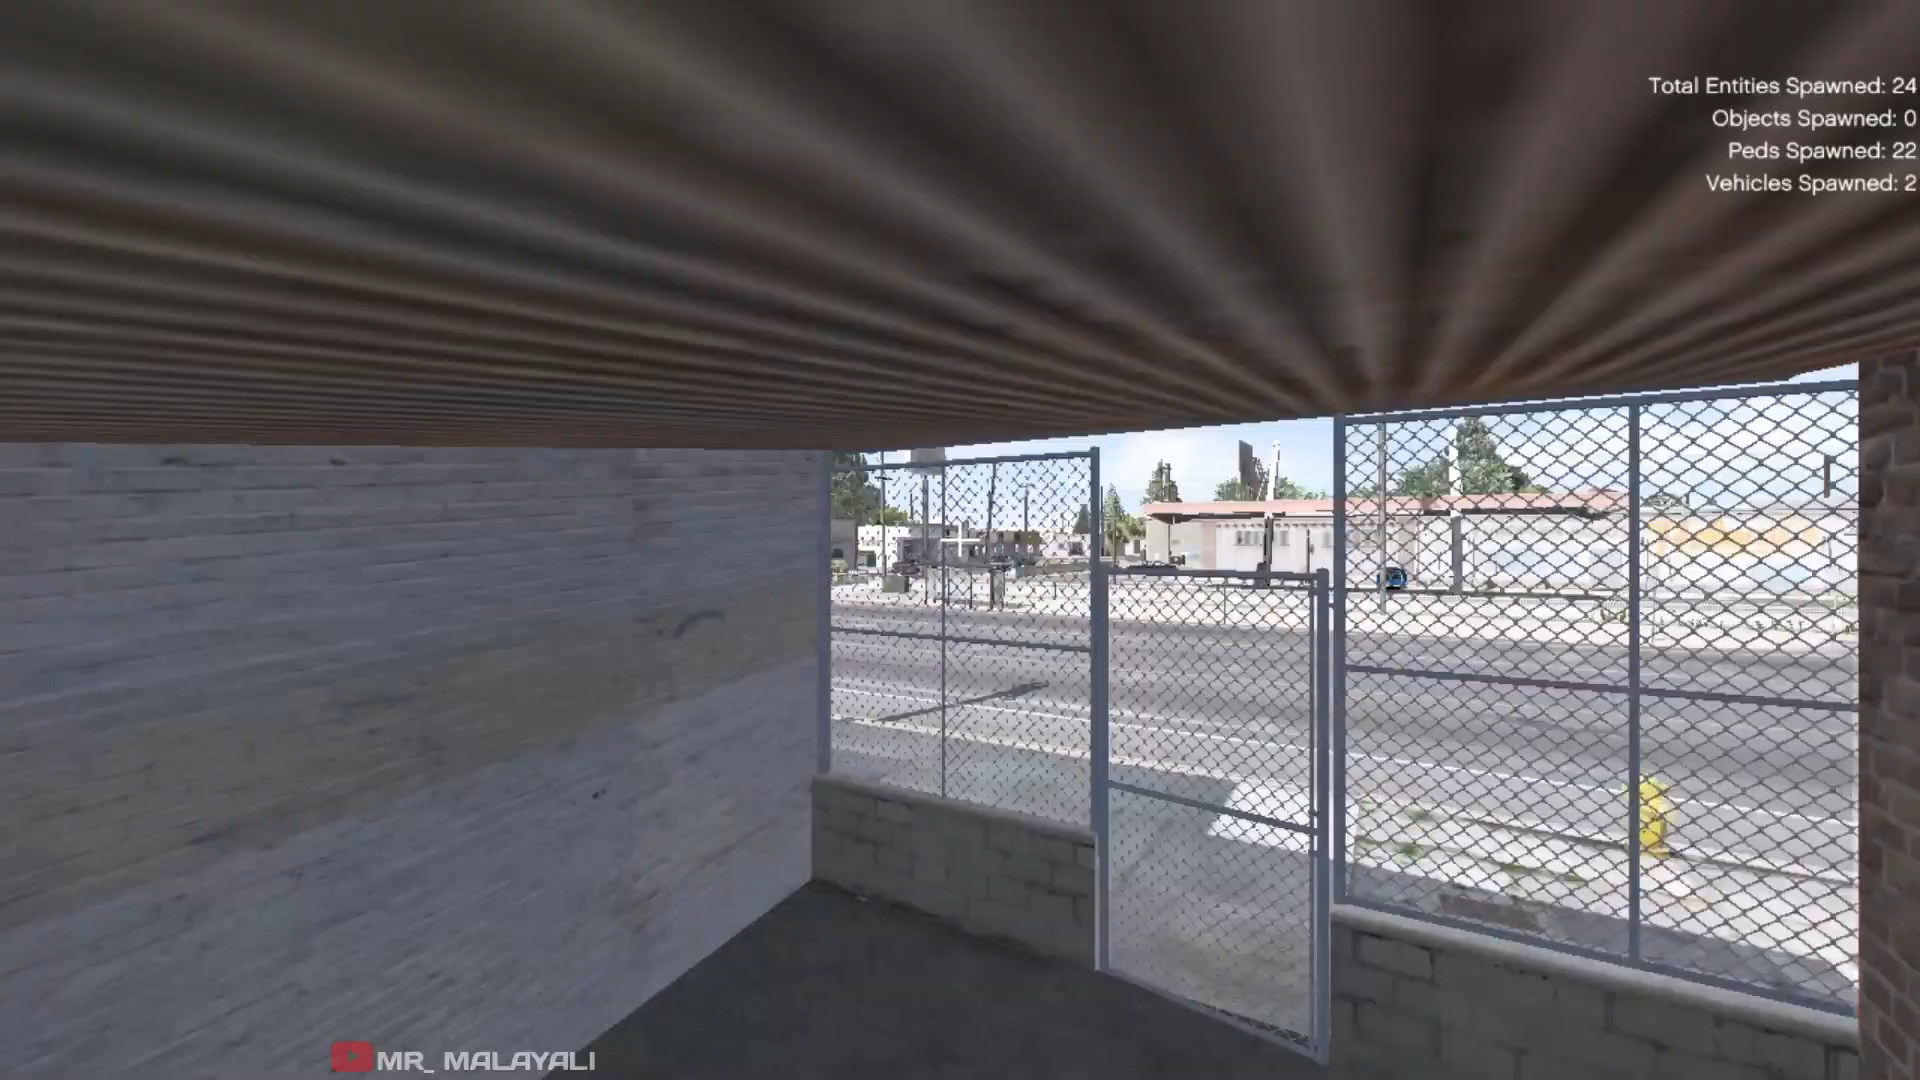 Total Entities Spawned: 24
Objects Spawned: 0
Peds Spawned: 22
Vehicles Spawned: 2
MR_ MALAYALI